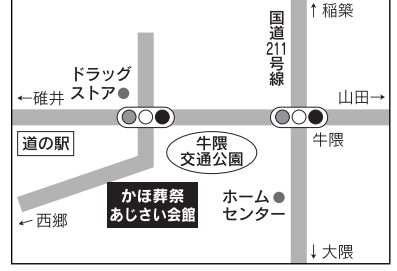 ↑稲築
国道211号線
ドラッグ
ストア
←碓井
山田→
道の駅
牛隈
交通公園
牛隈
かほ葬祭
あじさい会館
ホーム
センター
←西郷
↓大隈